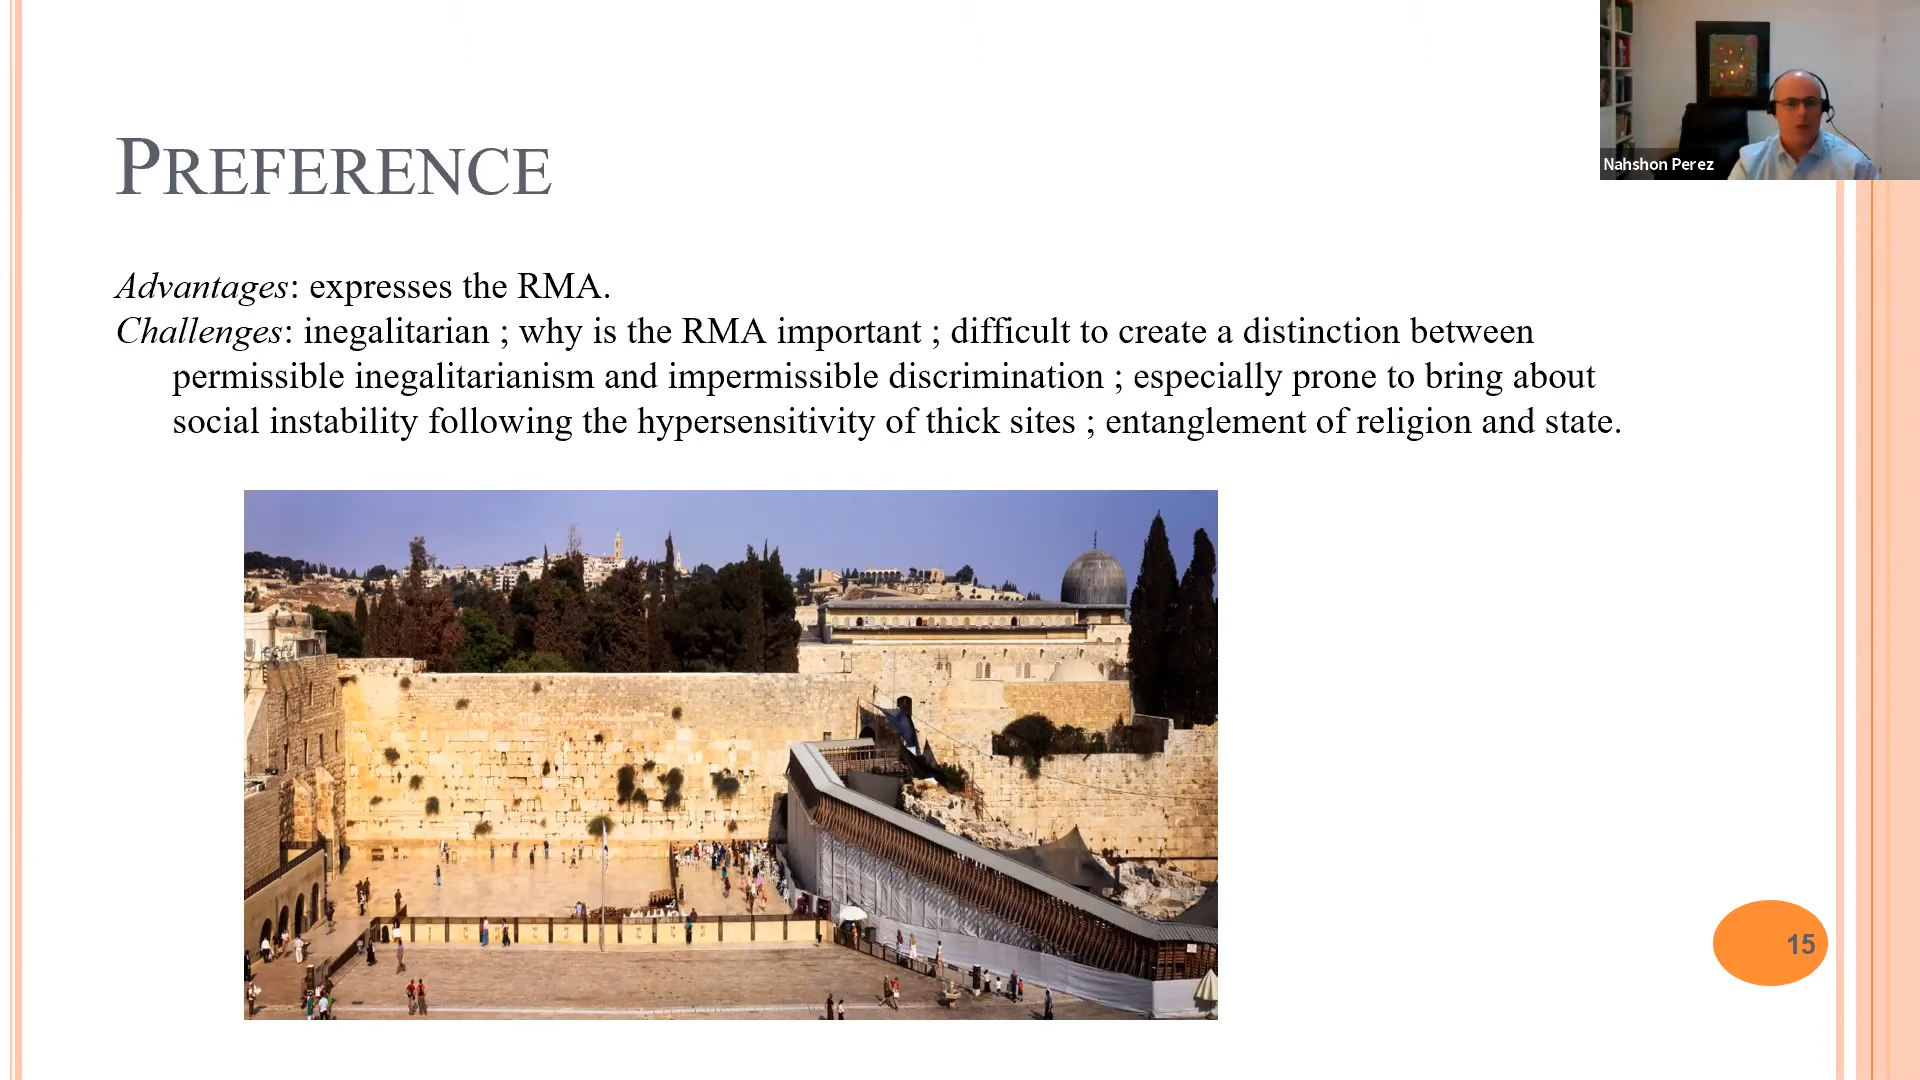 PREFERENCE
Advantages: expresses the RMA.
Challenges: inegalitarian ; why is the RMA important ; difficult to create a distinction between
permissible inegalitarianism and impermissible discrimination ; especially prone to bring about
social instability following the hypersensitivity of thick sites ; entanglement of religion and state.
Nahshon Perez
15